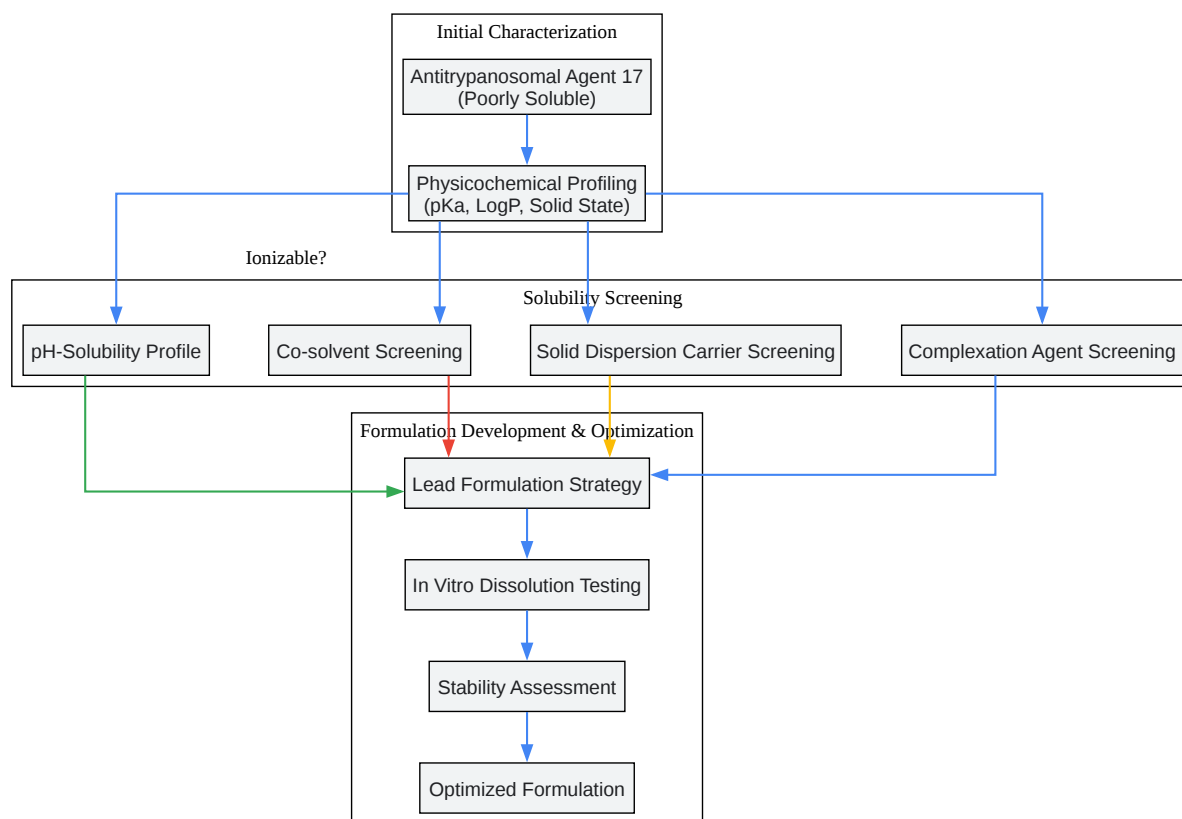 Initial Characterization
Antitrypanosomal Agent 17
(Poorly Soluble)
Physicochemical Profiling
(pKa, LogP, Solid State)
Ionizable?
Solubility Screening
pH-Solubility Profile
Co-solvent Screening
Solid Dispersion Carrier Screening
Complexation Agent Screening
Formulation Development & Optimization
Lead Formulation Strategy
In Vitro Dissolution Testing
Stability Assessment
Optimized Formulation